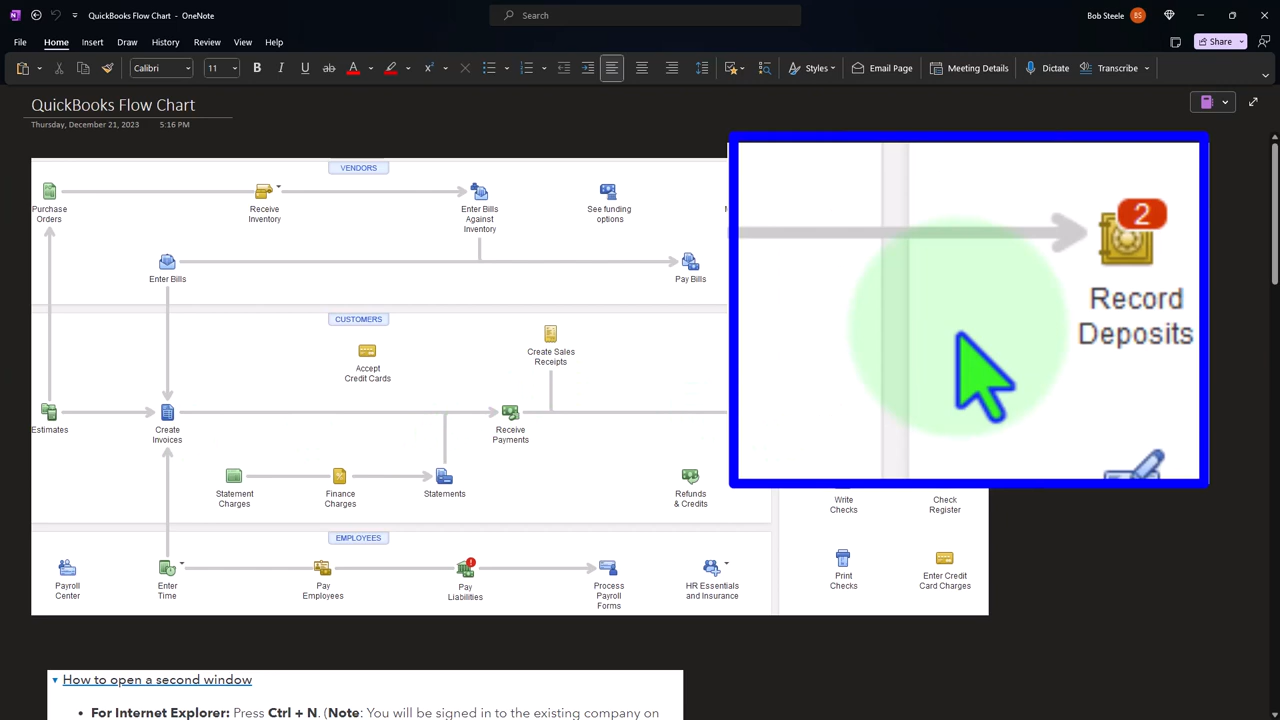 QuickBooks Flow Chart - OneNote
Search
Bob Steele
BS
File
Home
Insert
Draw
History
Review
View
Help
Share
Calibri
11
B
I
U
ab
A
Styles
Email Page
Meeting Details
Dictate
Transcribe
QuickBooks Flow Chart
Thursday, December 21, 2023
5:16 PM
VENDORS
Purchase
Orders
Receive
Inventory
Enter Bills
Against
Inventory
See funding
options
Enter Bills
Pay Bills
CUSTOMERS
Accept
Credit Cards
Create Sales
Receipts
Estimates
Create
Invoices
Receive
Payments
Statement
Charges
Finance
Charges
Statements
Refunds
& Credits
2
Record
Deposits
Write
Checks
Check
Register
Print
Checks
Enter Credit
Card Charges
EMPLOYEES
Payroll
Center
Enter
Time
Pay
Employees
Pay
Liabilities
Process
Payroll
Forms
HR Essentials
and Insurance
How to open a second window
• For Internet Explorer: Press Ctrl + N. (Note: You will be signed in to the existing company on